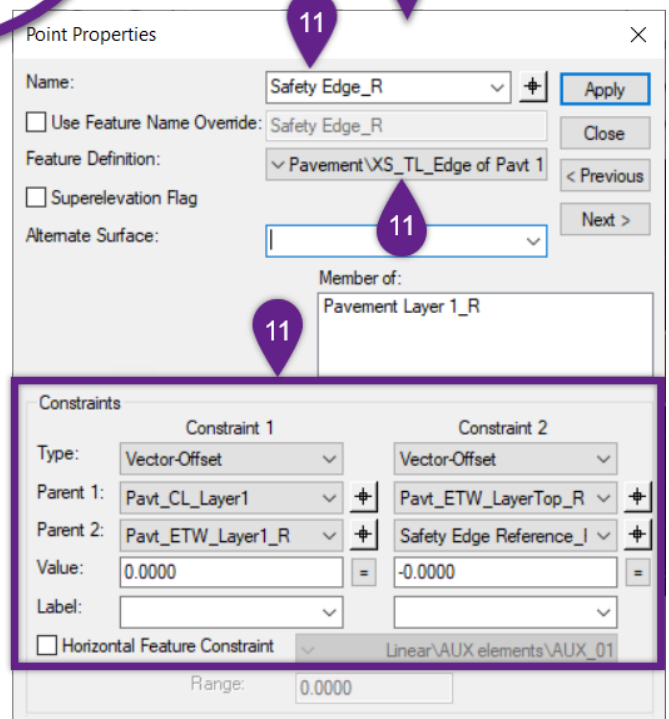 11
Point Properties
Name: Safety Edge_R
Apply
Use Feature Name Override: Safety Edge_R
Close
Feature Definition: Pavement\XS_TL_Edge of Pavt 1
< Previous
Superelevation Flag
11
Next >
Alternate Surface:
Member of:
Pavement Layer 1_R
11
Constraints
Constraint 1 Constraint 2
Type: Vector-Offset Vector-Offset
Parent 1: Pavt_CL_Layer1 Pavt_ETW_LayerTop_R
Parent 2: Pavt_ETW_Layer1_R Safety Edge Reference_
Value: 0.0000 = -0.0000 =
Label:
Horizontal Feature Constraint Linear\AUX elements\AUX_01
Range: 0.0000